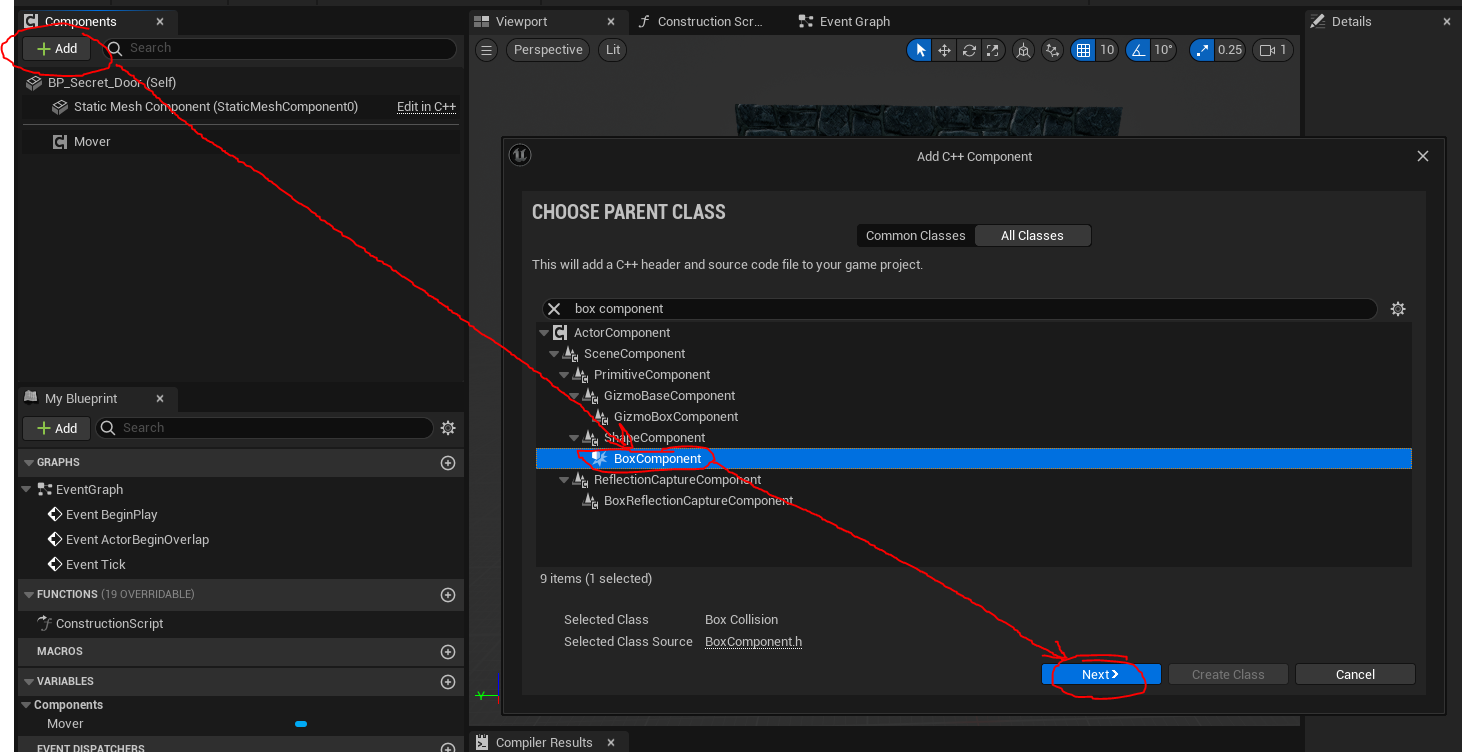 Components
Add
Search
BP_Secret_Door (Self)
Static Mesh Component (StaticMeshComponent0) Edit in C++
Mover
My Blueprint
Add
Search
GRAPHS
EventGraph
Event BeginPlay
Event ActorBeginOverlap
Event Tick
FUNCTIONS (19 OVERRIDABLE)
ConstructionScript
MACROS
VARIABLES
Components
Mover
EVENT DISPATCHERS
Viewport
Construction Scr...
Event Graph
Perspective
Lit
10
10°
0.25
1
Details
Add C++ Component
CHOOSE PARENT CLASS
Common Classes
All Classes
This will add a C++ header and source code file to your game project.
box component
ActorComponent
SceneComponent
PrimitiveComponent
GizmoBaseComponent
GizmoBoxComponent
ShapeComponent
BoxComponent
ReflectionCaptureComponent
BoxReflectionCaptureComponent
9 items (1 selected)
Selected Class Box Collision
Selected Class Source BoxComponent.h
Next
Create Class
Cancel
Y
Compiler Results